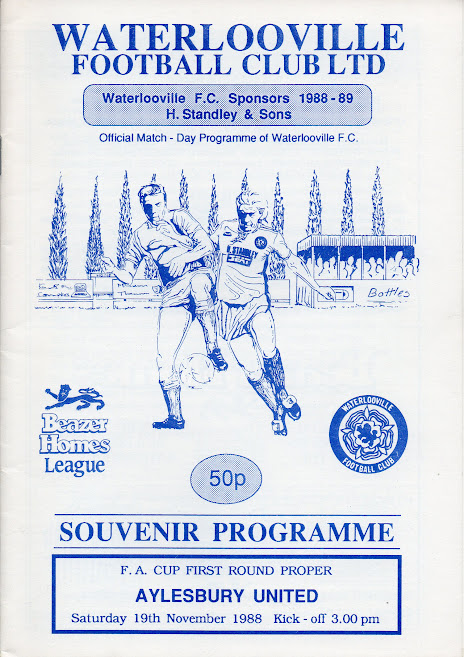 WATERLOOVILLE
FOOTBALL CLUB LTD
Waterlooville F.C. Sponsors 1988 - 89
H. Standley & Sons
Official Match - Day Programme of Waterlooville F.C.
H. STANDLEY
Bottles
Beazer
Homes
League
WATERLOOVILLE
FOOTBALL CLUB
50p
SOUVENIR PROGRAMME
F. A. CUP FIRST ROUND PROPER
AYLESBURY UNITED
Saturday 19th November 1988 Kick - off 3.00 pm